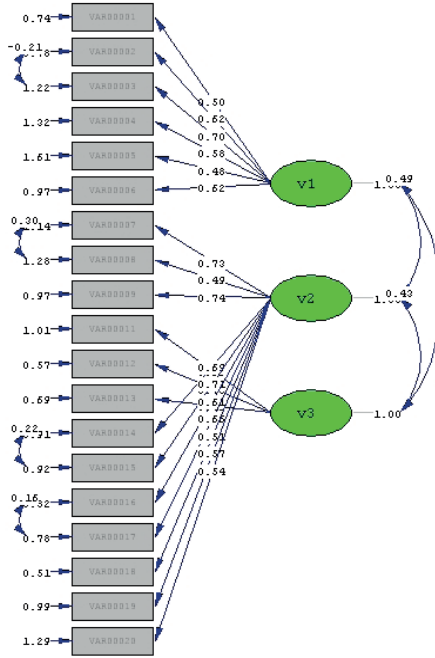 0.74 VAR00001
-0.21 VAR00002
1.22 VAR00003
0.50
0.62
0.70
0.58
0.48
0.62
1.32 VAR00004
1.61 VAR00005
0.97 VAR00006
v1 0.49
0.30 VAR00007
1.28 VAR00008
0.97 VAR00009
0.73
0.49
0.74
v2 0.43
1.01 VAR00011
0.57 VAR00012
0.69 VAR00013
v3 1.00
0.22 VAR00014
0.92 VAR00015
0.51
0.57
0.54
0.16 VAR00016
0.78 VAR00017
0.51 VAR00018
0.99 VAR00019
1.29 VAR00020